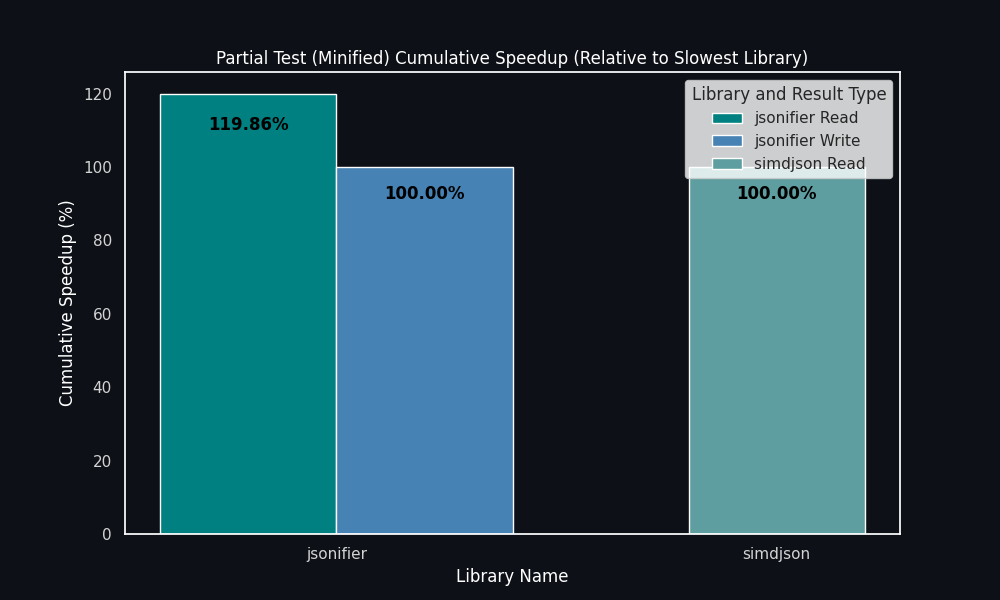 Partial Test (Minified) Cumulative Speedup (Relative to Slowest Library)
Library and Result Type
jsonifier Read
jsonifier Write
simdjson Read
120
100
80
60
40
20
0
Cumulative Speedup (%)
119.86%
100.00%
100.00%
jsonifier
simdjson
Library Name